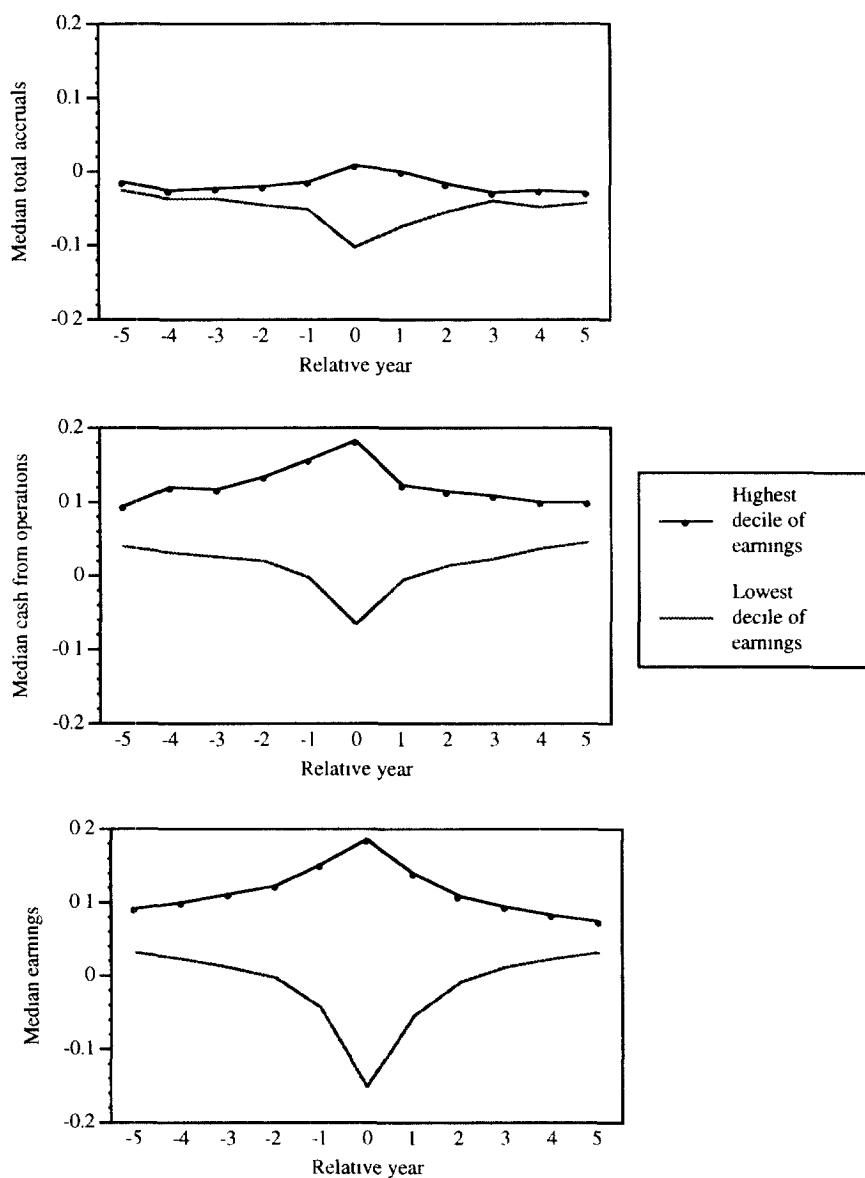 Median total accruals
0.2
0.1
0
-0.1
-0 2
-5 -4 -3 -2 -1 0 1 2 3 4 5
Relative year
Median cash from operations
0.2
0 1
0
-0 1
-0.2
-5 -4 -3 -2 -1 0 1 2 3 4 5
Relative year
Highest
decile of
earnings
Lowest
decile of
earnings
Median earnings
0 2
0.1
0
-0.1
-0.2
-5 -4 -3 -2 -1 0 1 2 3 4 5
Relative year